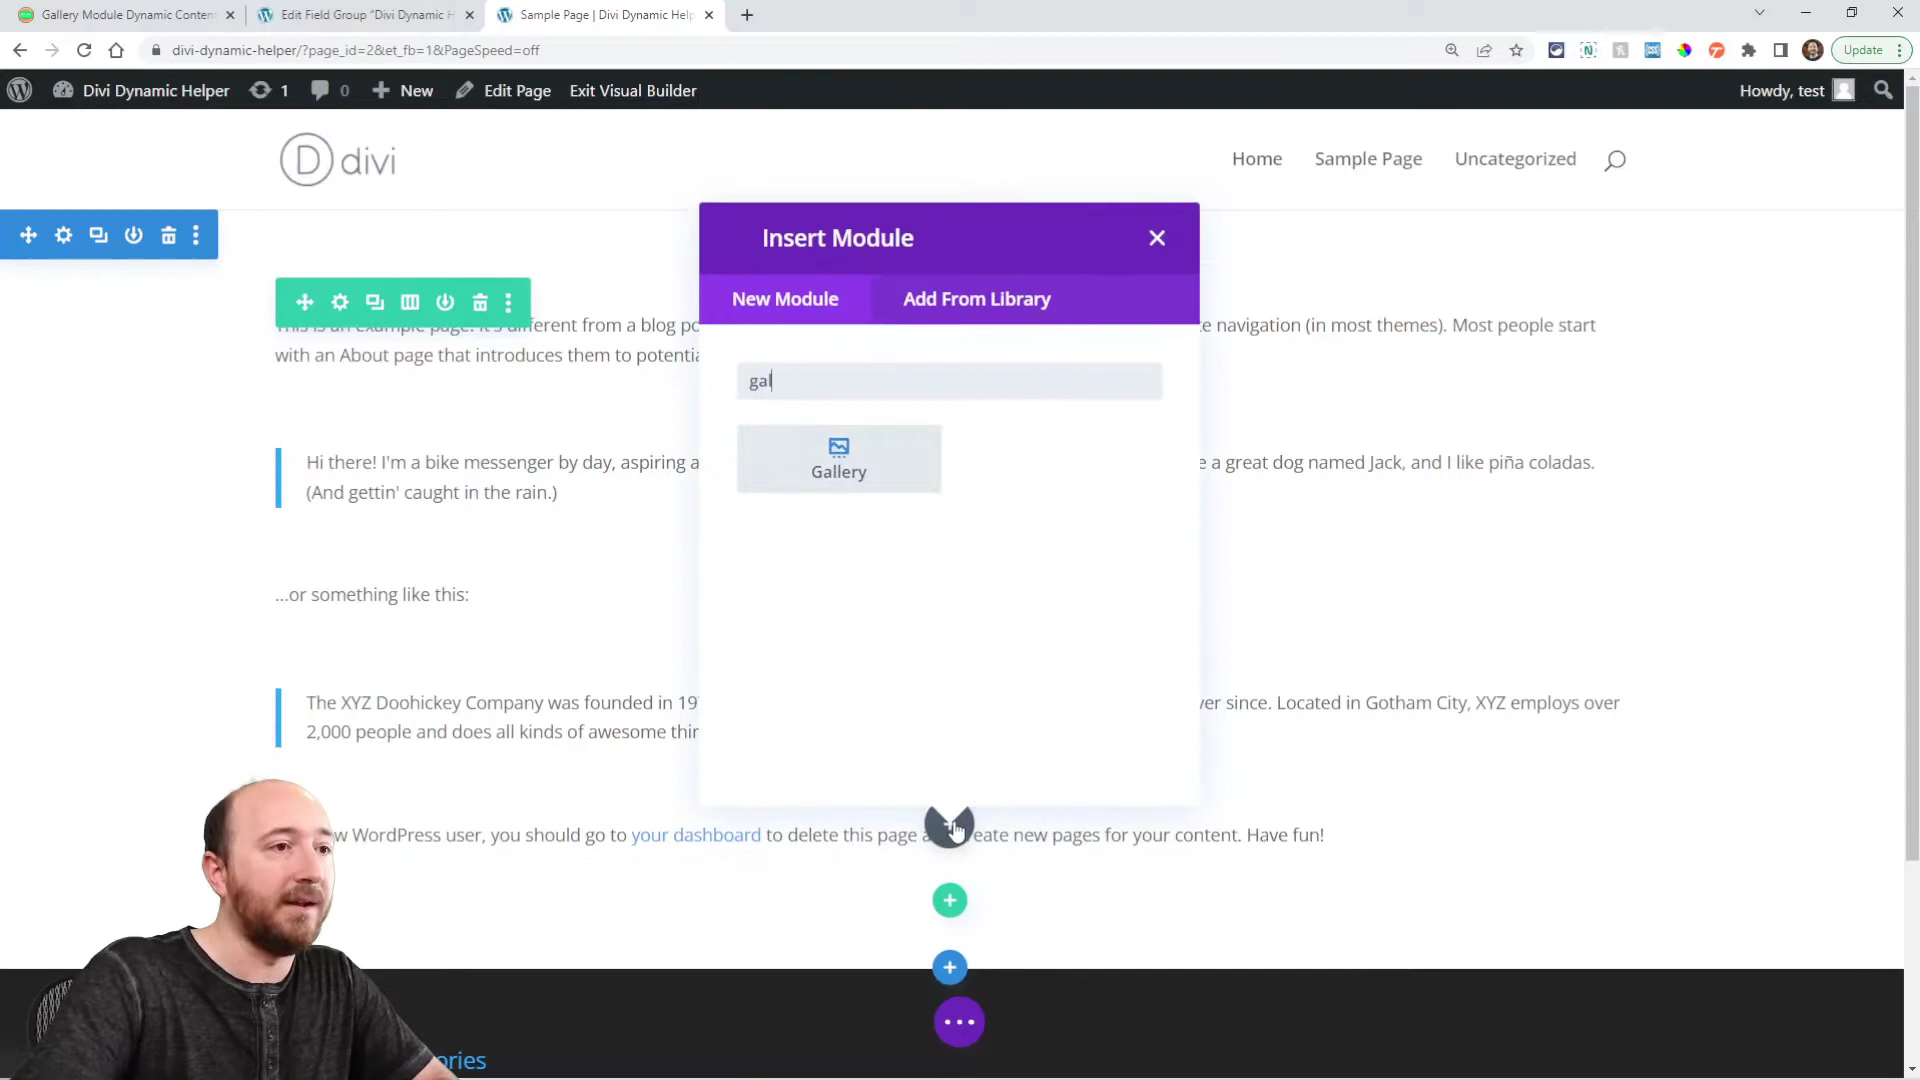 Gallery Module Dynamic Conten
Edit Field Group "Divi Dynamic H
Sample Page | Divi Dynamic Help
divi-dynamic-helper/?page_id=2&et_fb=1&PageSpeed=off
Update
Divi Dynamic Helper 1 0 New Edit Page Exit Visual Builder Howdy, test
D divi
Home Sample Page Uncategorized
Insert Module
New Module Add From Library
gal
Gallery
This is an example page. It's different from a blog po
te navigation (in most themes). Most people start
with an About page that introduces them to potentia
Hi there! I'm a bike messenger by day, aspiring a
e a great dog named Jack, and I like piña coladas.
(And gettin' caught in the rain.)
...or something like this:
The XYZ Doohickey Company was founded in 197
ver since. Located in Gotham City, XYZ employs over
2,000 people and does all kinds of awesome thin
w WordPress user, you should go to your dashboard to delete this page a eate new pages for your content. Have fun!
ories